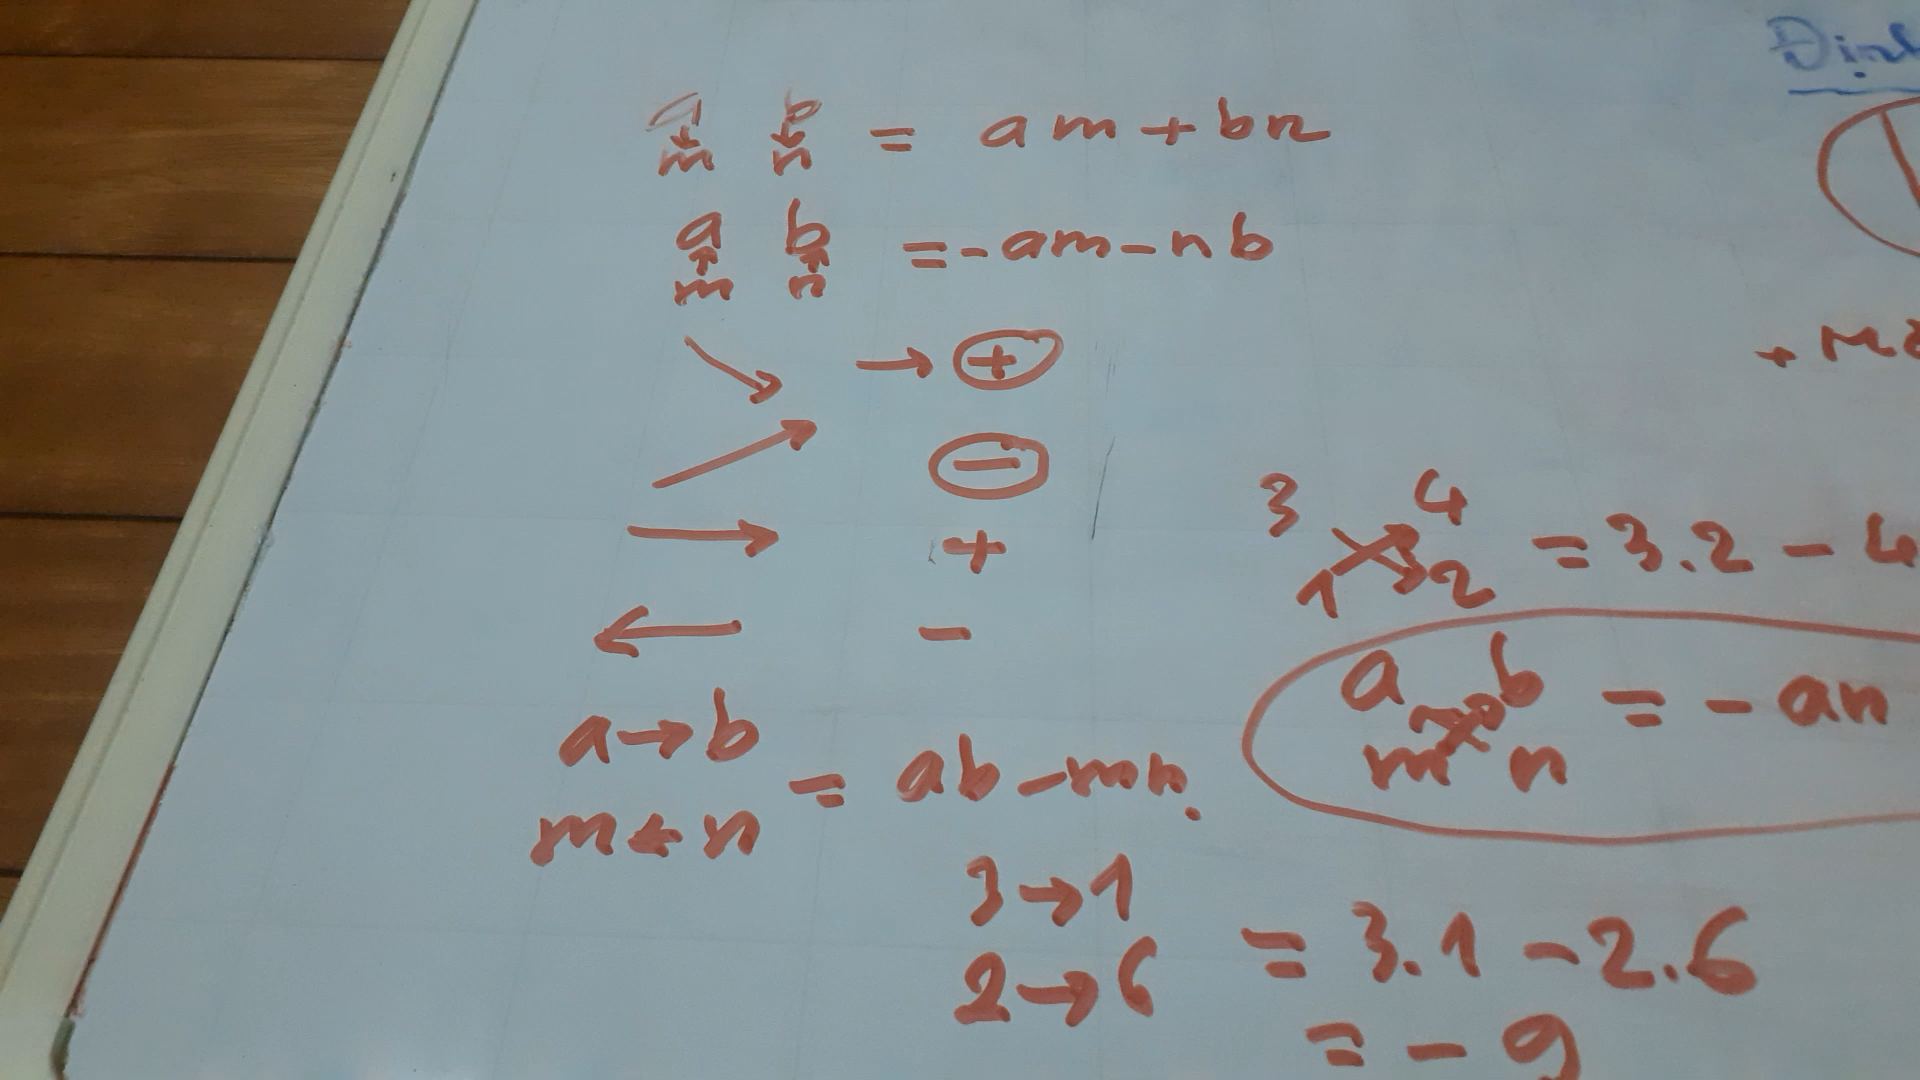 a b
↓ ↓ = am + bn
m n
a b
↑ ↑ = - am - nb
m n
↘ → +
↗ -
→ +
← -
a → b
= ab - mn.
m ← n
3 4
= 3.2 - 4
1 2
a b
= - an
m n
3 → 1
= 3.1 - 2.6
2 → 6
= - 9